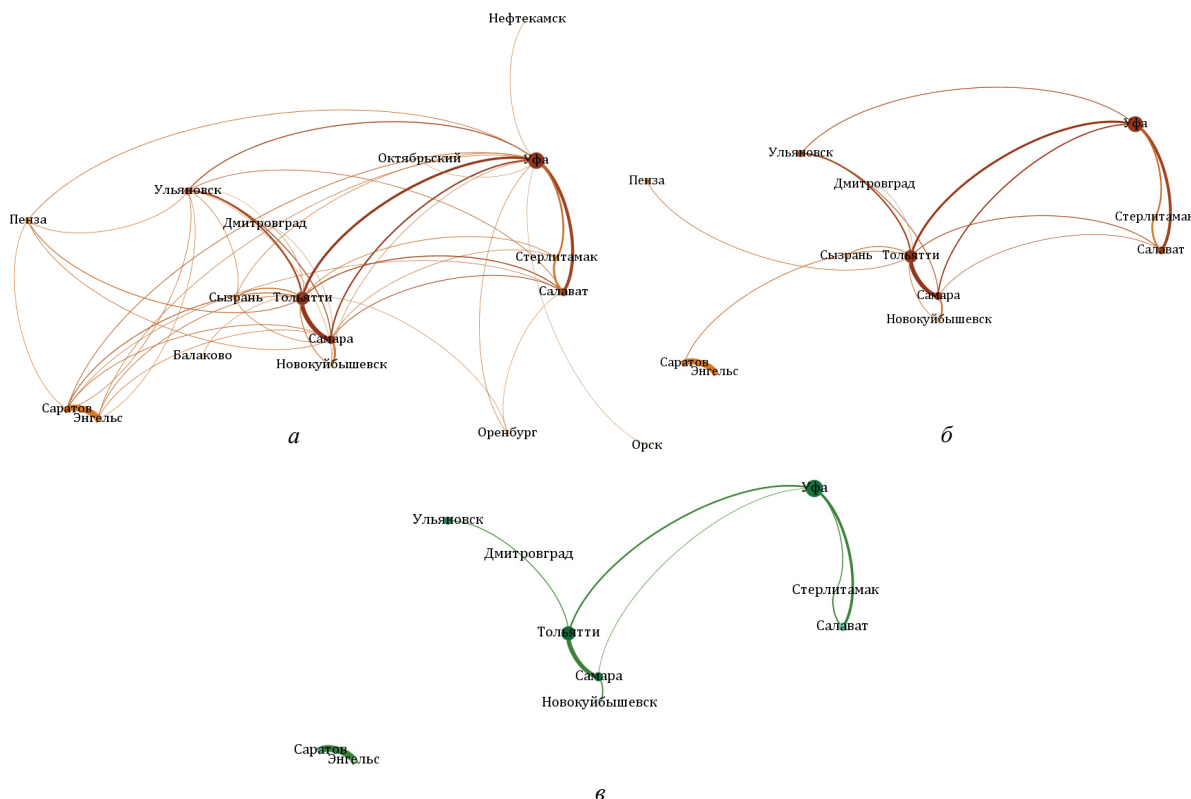 Нефтекамск
Октябрьский
Уфа
Ульяновск
Пенза
Дмитровград
Стерлитамак
Сызрань
Тольятти
Салават
Самара
Балаково
Новокуйбышевск
Саратов
Энгельс
Оренбург
Орск
а
Уфа
Ульяновск
Пенза
Дмитровград
Стерлитамак
Сызрань
Тольятти
Салават
Самара
Новокуйбышевск
Саратов
Энгельс
б
Уфа
Ульяновск
Дмитровград
Стерлитамак
Тольятти
Салават
Самара
Новокуйбышевск
Саратов
Энгельс
в